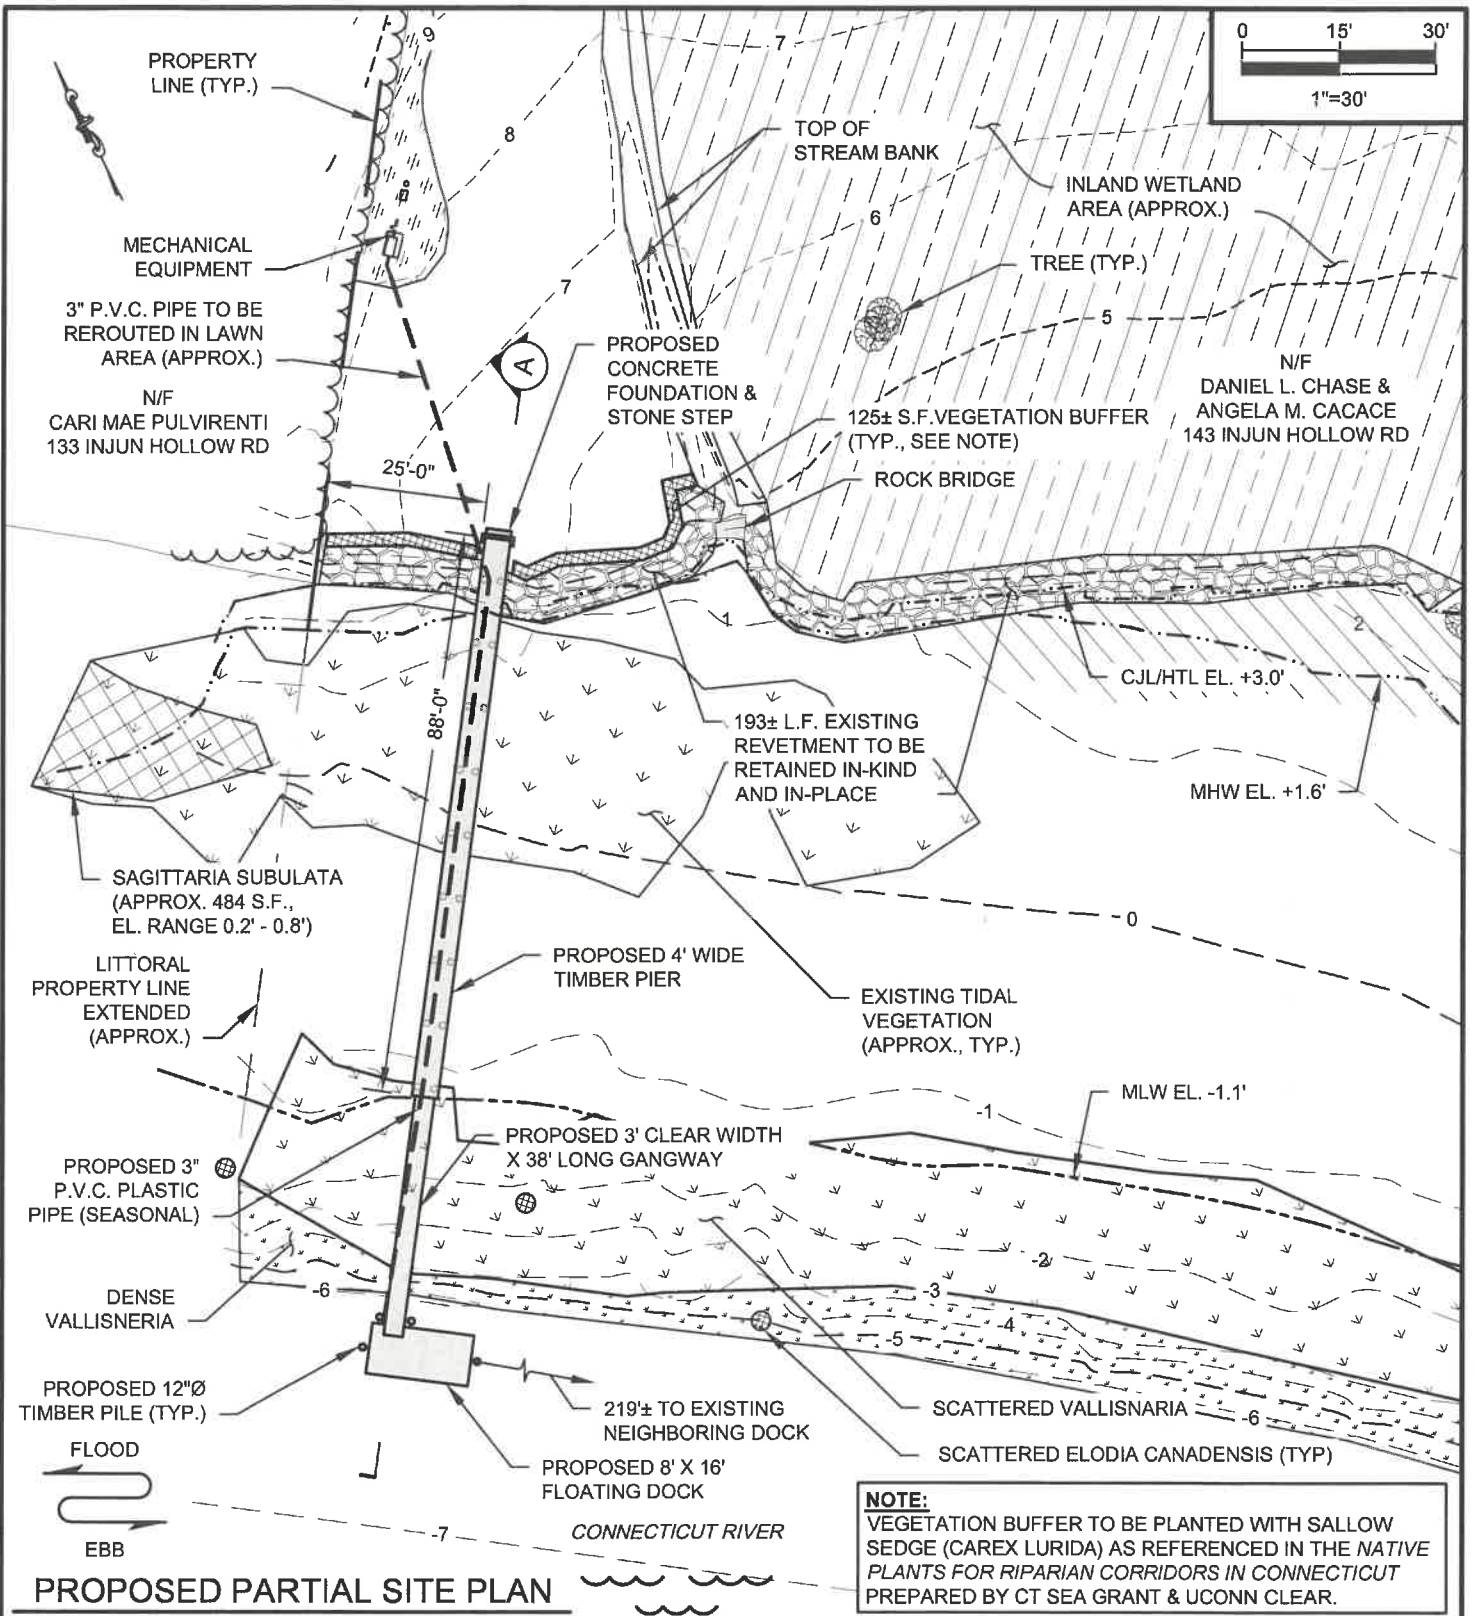 0 15' 30'
1"=30'
PROPERTY
LINE (TYP.)
9
7
8
TOP OF
STREAM BANK
INLAND WETLAND
AREA (APPROX.)
6
MECHANICAL
EQUIPMENT
TREE (TYP.)
7
5
3" P.V.C. PIPE TO BE
REROUTED IN LAWN
AREA (APPROX.)
A
PROPOSED
CONCRETE
FOUNDATION &
STONE STEP
N/F
DANIEL L. CHASE &
ANGELA M. CACACE
143 INJUN HOLLOW RD
N/F
CARI MAE PULVIRENTI
133 INJUN HOLLOW RD
125± S.F.VEGETATION BUFFER
(TYP., SEE NOTE)
25'-0"
ROCK BRIDGE
1
2
CJL/HTL EL. +3.0'
88'-0"
193± L.F. EXISTING
REVETMENT TO BE
RETAINED IN-KIND
AND IN-PLACE
MHW EL. +1.6'
SAGITTARIA SUBULATA
(APPROX. 484 S.F.,
EL. RANGE 0.2' - 0.8')
0
LITTORAL
PROPERTY LINE
EXTENDED
(APPROX.)
PROPOSED 4' WIDE
TIMBER PIER
EXISTING TIDAL
VEGETATION
(APPROX., TYP.)
MLW EL. -1.1'
-1
PROPOSED 3' CLEAR WIDTH
X 38' LONG GANGWAY
PROPOSED 3"
P.V.C. PLASTIC
PIPE (SEASONAL)
-2
-6
-3
-4
-5
DENSE
VALLISNERIA
PROPOSED 12"Ø
TIMBER PILE (TYP.)
219'± TO EXISTING
NEIGHBORING DOCK
SCATTERED VALLISNARIA
-6
SCATTERED ELODIA CANADENSIS (TYP)
FLOOD
EBB
PROPOSED 8' X 16'
FLOATING DOCK
-7
CONNECTICUT RIVER
NOTE:
VEGETATION BUFFER TO BE PLANTED WITH SALLOW
SEDGE (CAREX LURIDA) AS REFERENCED IN THE NATIVE
PLANTS FOR RIPARIAN CORRIDORS IN CONNECTICUT
PREPARED BY CT SEA GRANT & UCONN CLEAR.
PROPOSED PARTIAL SITE PLAN